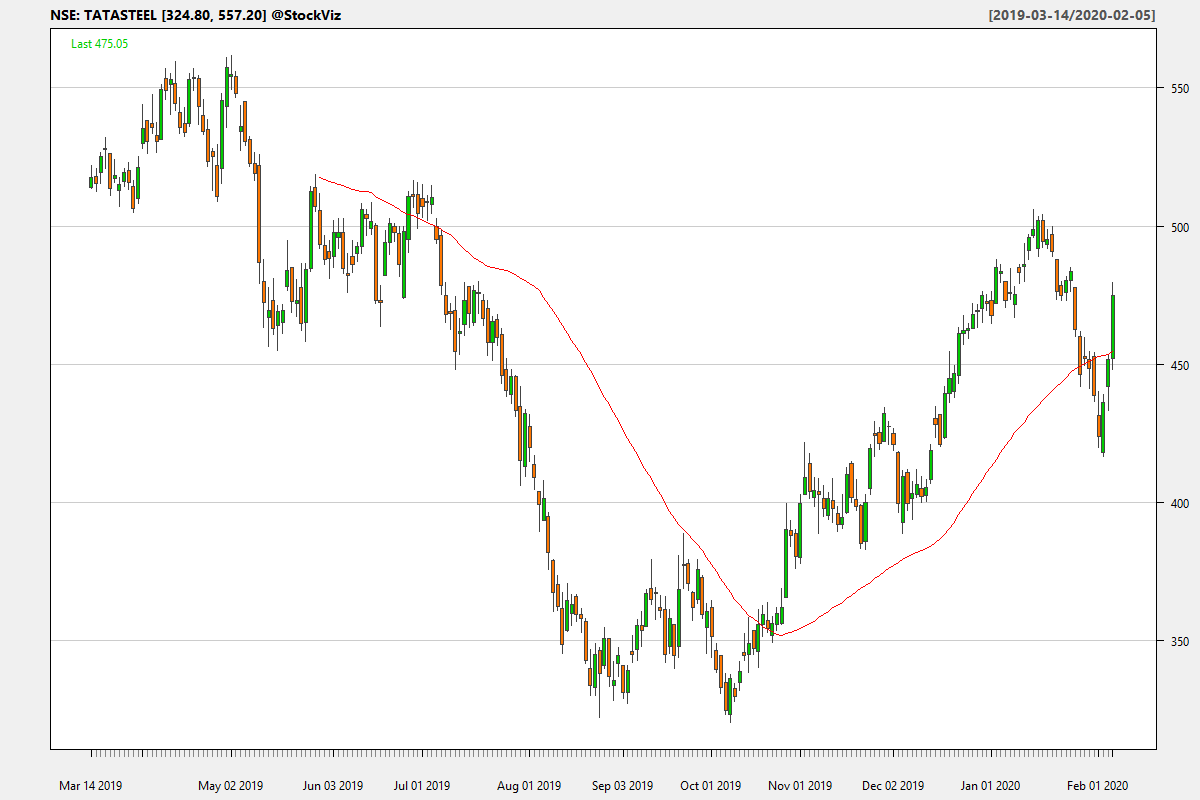 NSE: TATASTEEL [324.80, 557.20] @StockViz
[2019-03-14/2020-02-05]
Last 475.05
550
500
450
400
350
Mar 14 2019
May 02 2019
Jun 03 2019
Jul 01 2019
Aug 01 2019
Sep 03 2019
Oct 01 2019
Nov 01 2019
Dec 02 2019
Jan 01 2020
Feb 01 2020